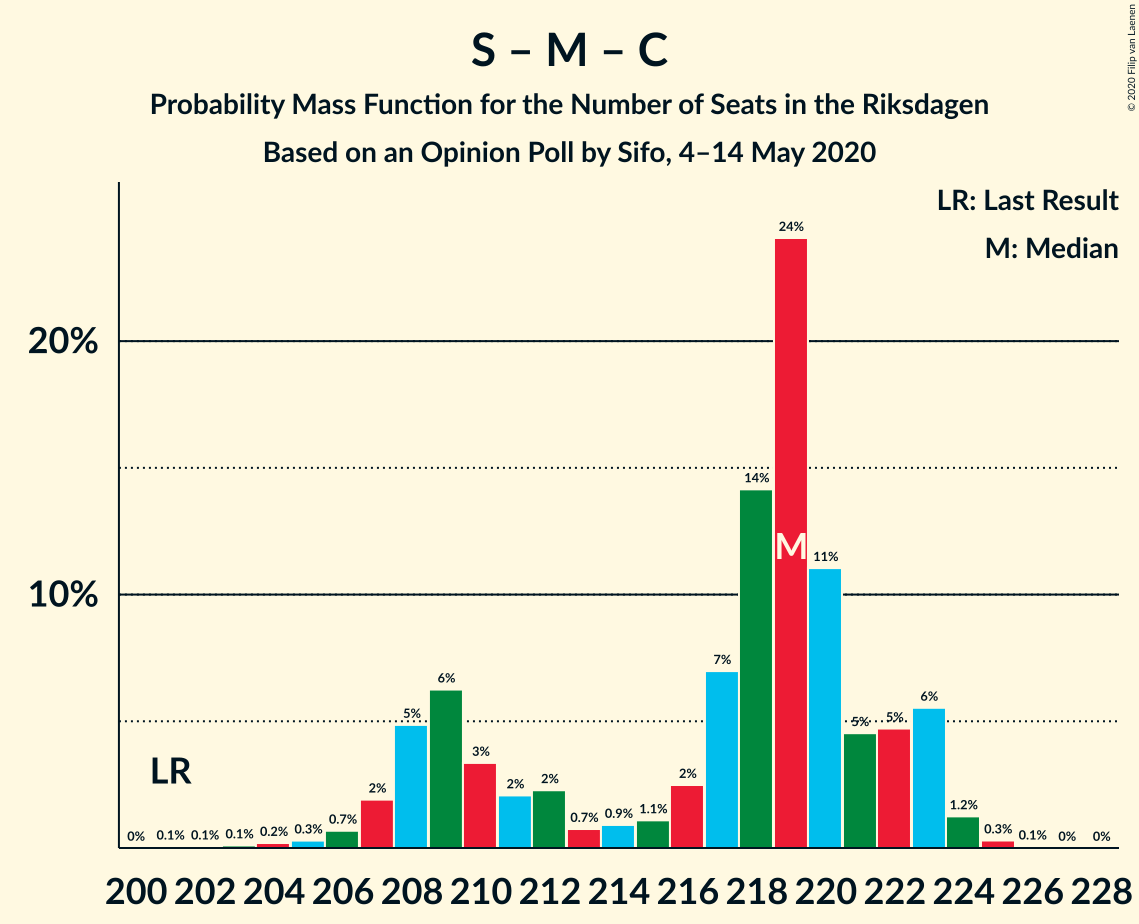 S – M – C
Probability Mass Function for the Number of Seats in the Riksdagen
Based on an Opinion Poll by Sifo, 4–14 May 2020
© 2020 Filip van Laenen
LR: Last Result
M: Median
20%
10%
LR
M
0% 0.1% 0.1% 0.1% 0.2% 0.3% 0.7% 2% 5% 6% 3% 2% 2% 0.7% 0.9% 1.1% 2% 7% 14% 24% 11% 5% 5% 6% 1.2% 0.3% 0.1% 0% 0%
200 202 204 206 208 210 212 214 216 218 220 222 224 226 228